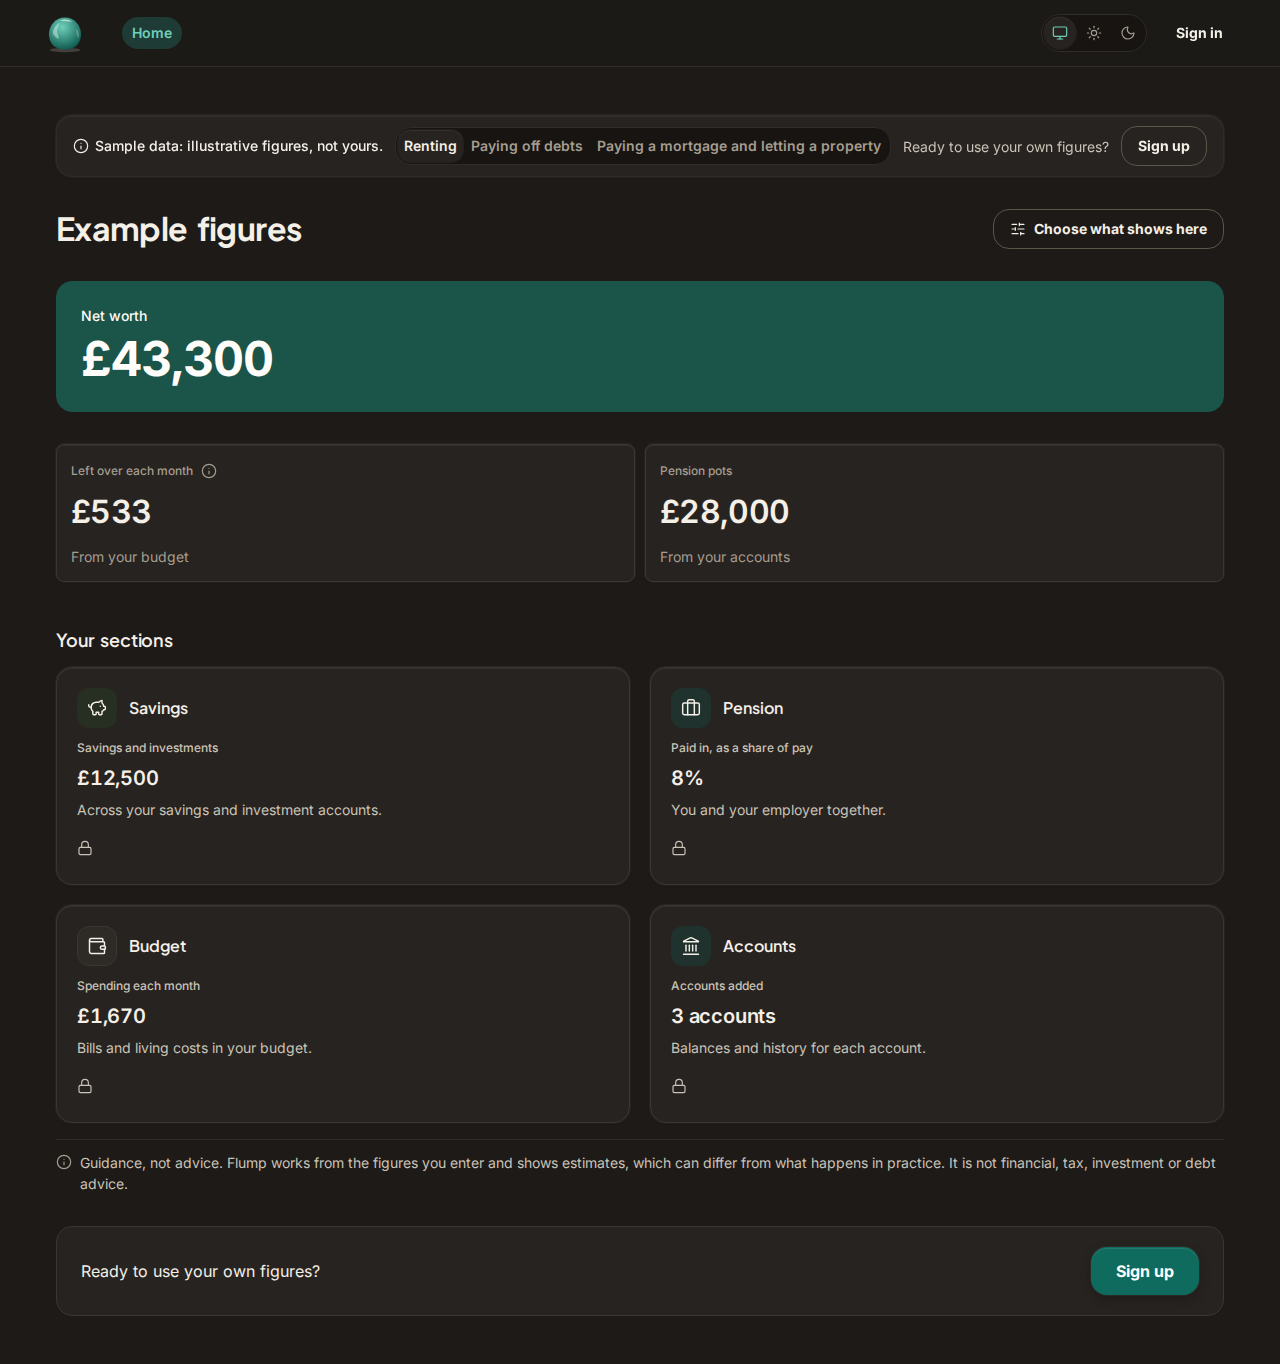 Home
Sign in
Sample data: illustrative figures, not yours.
Renting
Paying off debts
Paying a mortgage and letting a property
Ready to use your own figures?
Sign up
Example figures
Choose what shows here
Net worth
£43,300
Left over each month
£533
From your budget
Pension pots
£28,000
From your accounts
Your sections
Savings
Savings and investments
£12,500
Across your savings and investment accounts.
Pension
Paid in, as a share of pay
8%
You and your employer together.
Budget
Spending each month
£1,670
Bills and living costs in your budget.
Accounts
Accounts added
3 accounts
Balances and history for each account.
Guidance, not advice. Flump works from the figures you enter and shows estimates, which can differ from what happens in practice. It is not financial, tax, investment or debt
advice.
Ready to use your own figures?
Sign up